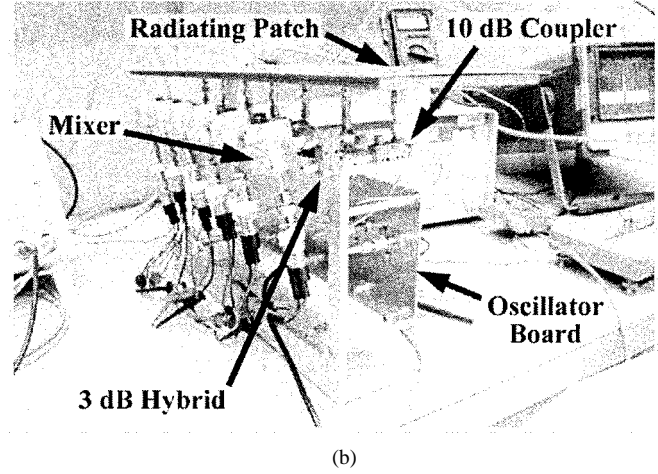 Radiating Patch
10 dB Coupler
Mixer
Oscillator
Board
3 dB Hybrid
(b)